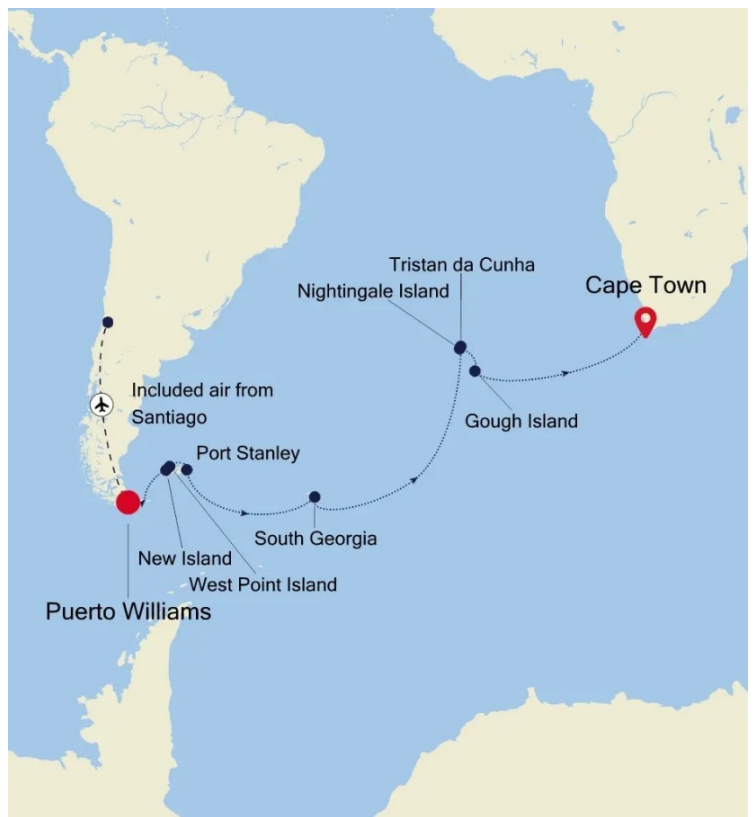 Tristan da Cunha
Nightingale Island
Cape Town
Included air from
Santiago
Gough Island
Port Stanley
South Georgia
New Island
West Point Island
Puerto Williams